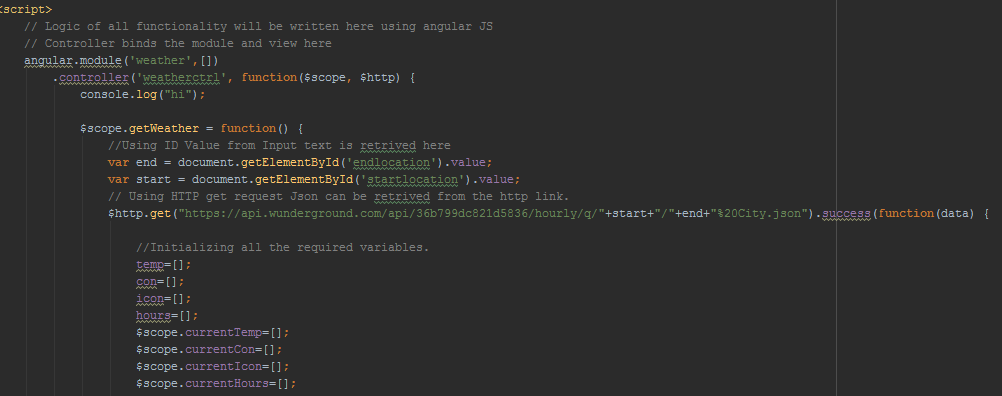 <script>
// Logic of all functionality will be written here using angular JS
// Controller binds the module and view here
angular.module('weather',[])
.controller('weatherctrl', function($scope, $http) {
console.log("hi");
$scope.getWeather = function() {
//Using ID Value from Input text is retrived here
var end = document.getElementById('endlocation').value;
var start = document.getElementById('startlocation').value;
// Using HTTP get request Json can be retrived from the http link.
$http.get("https://api.wunderground.com/api/36b799dc821d5836/hourly/q/"+start+"/"+end+"%20City.json").success(function(data) {
//Initializing all the required variables.
temp=[];
con=[];
icon=[];
hours=[];
$scope.currentTemp=[];
$scope.currentCon=[];
$scope.currentIcon=[];
$scope.currentHours=[];